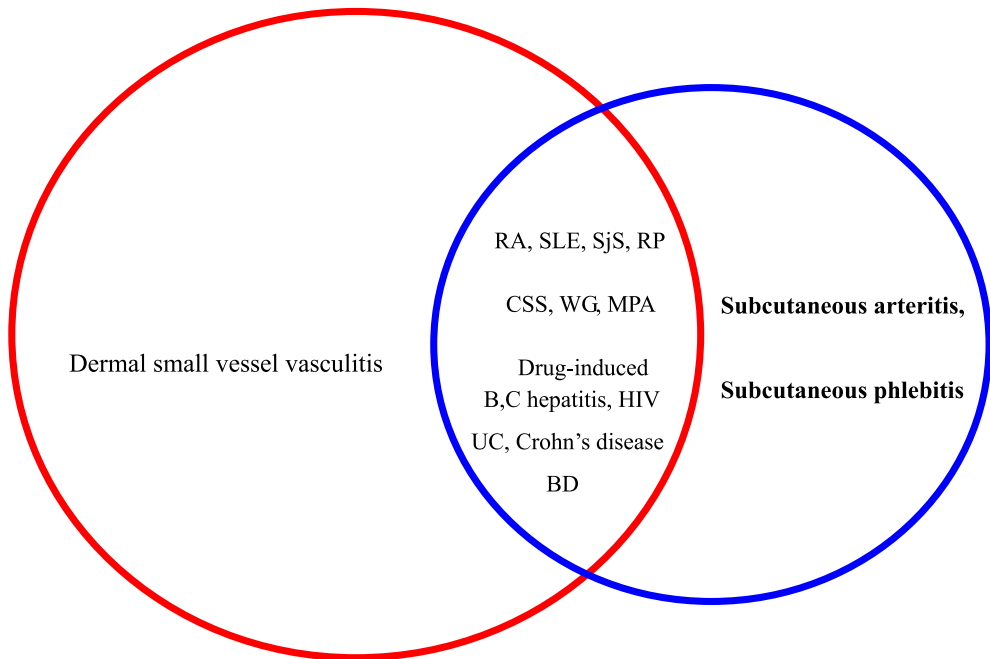 RA, SLE, SjS, RP
CSS, WG, MPA
Subcutaneous arteritis,
Dermal small vessel vasculitis
Drug-induced
B,C hepatitis, HIV
Subcutaneous phlebitis
UC, Crohn’s disease
BD